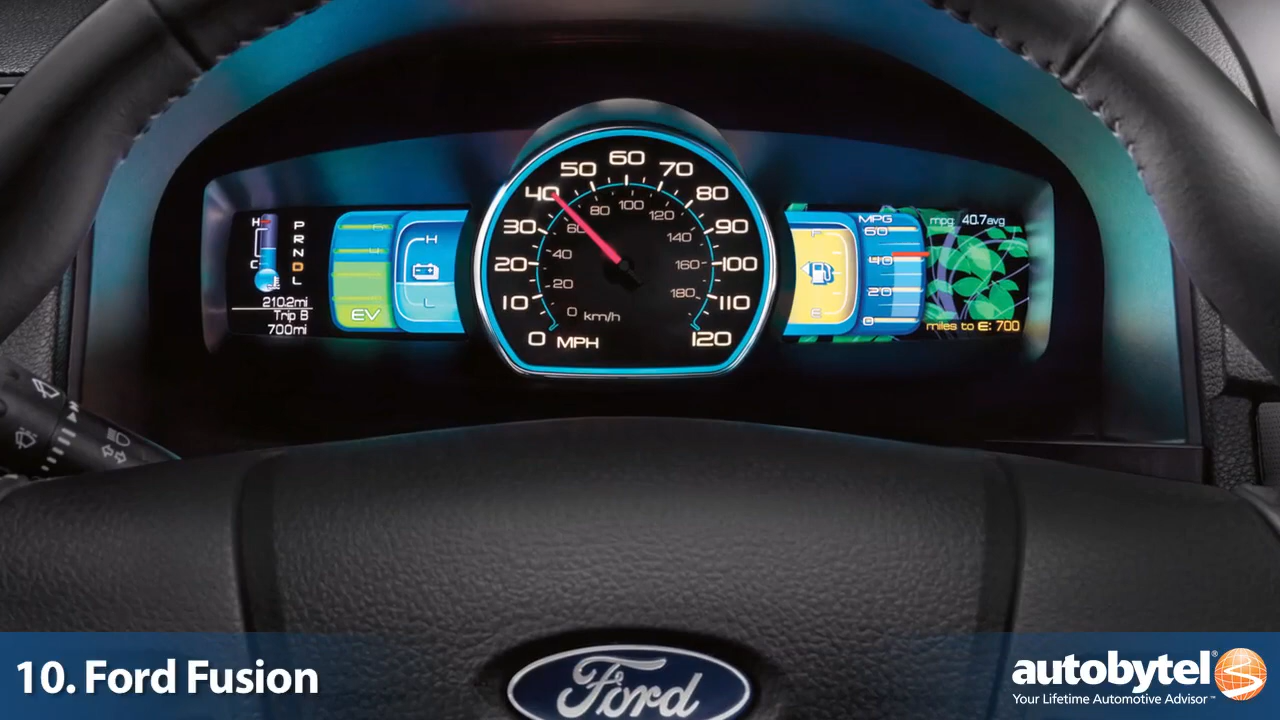 0 10 20 30 40 50 60 70 80 90 100 110 120
MPH
0 20 40 60 80 100 120 140 160 180
km/h
H
C
P
R
N
D
L
210.2mi
Trip B
700mi
EV
H
L
F
E
MPG
60
40
20
0
mpg: 40.7avg
miles to E: 700
Ford
10. Ford Fusion
autobytel®
Your Lifetime Automotive Advisor™